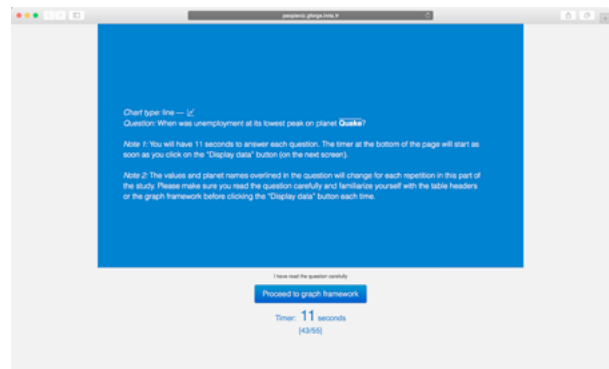 peoplevis.gforge.inria.fr
Chart type: line —
Question: When was unemployment at its lowest peak on planet Quake?
Note 1: You will have 11 seconds to answer each question. The timer at the bottom of the page will start as
soon as you click on the "Display data" button (on the next screen).
Note 2: The values and planet names overlined in the question will change for each repetition in this part of
the study. Please make sure you read the question carefully and familiarize yourself with the table headers
or the graph framework before clicking the "Display data" button each time.
I have read the question carefully
Proceed to graph framework
Timer: 11 seconds
[43/55]